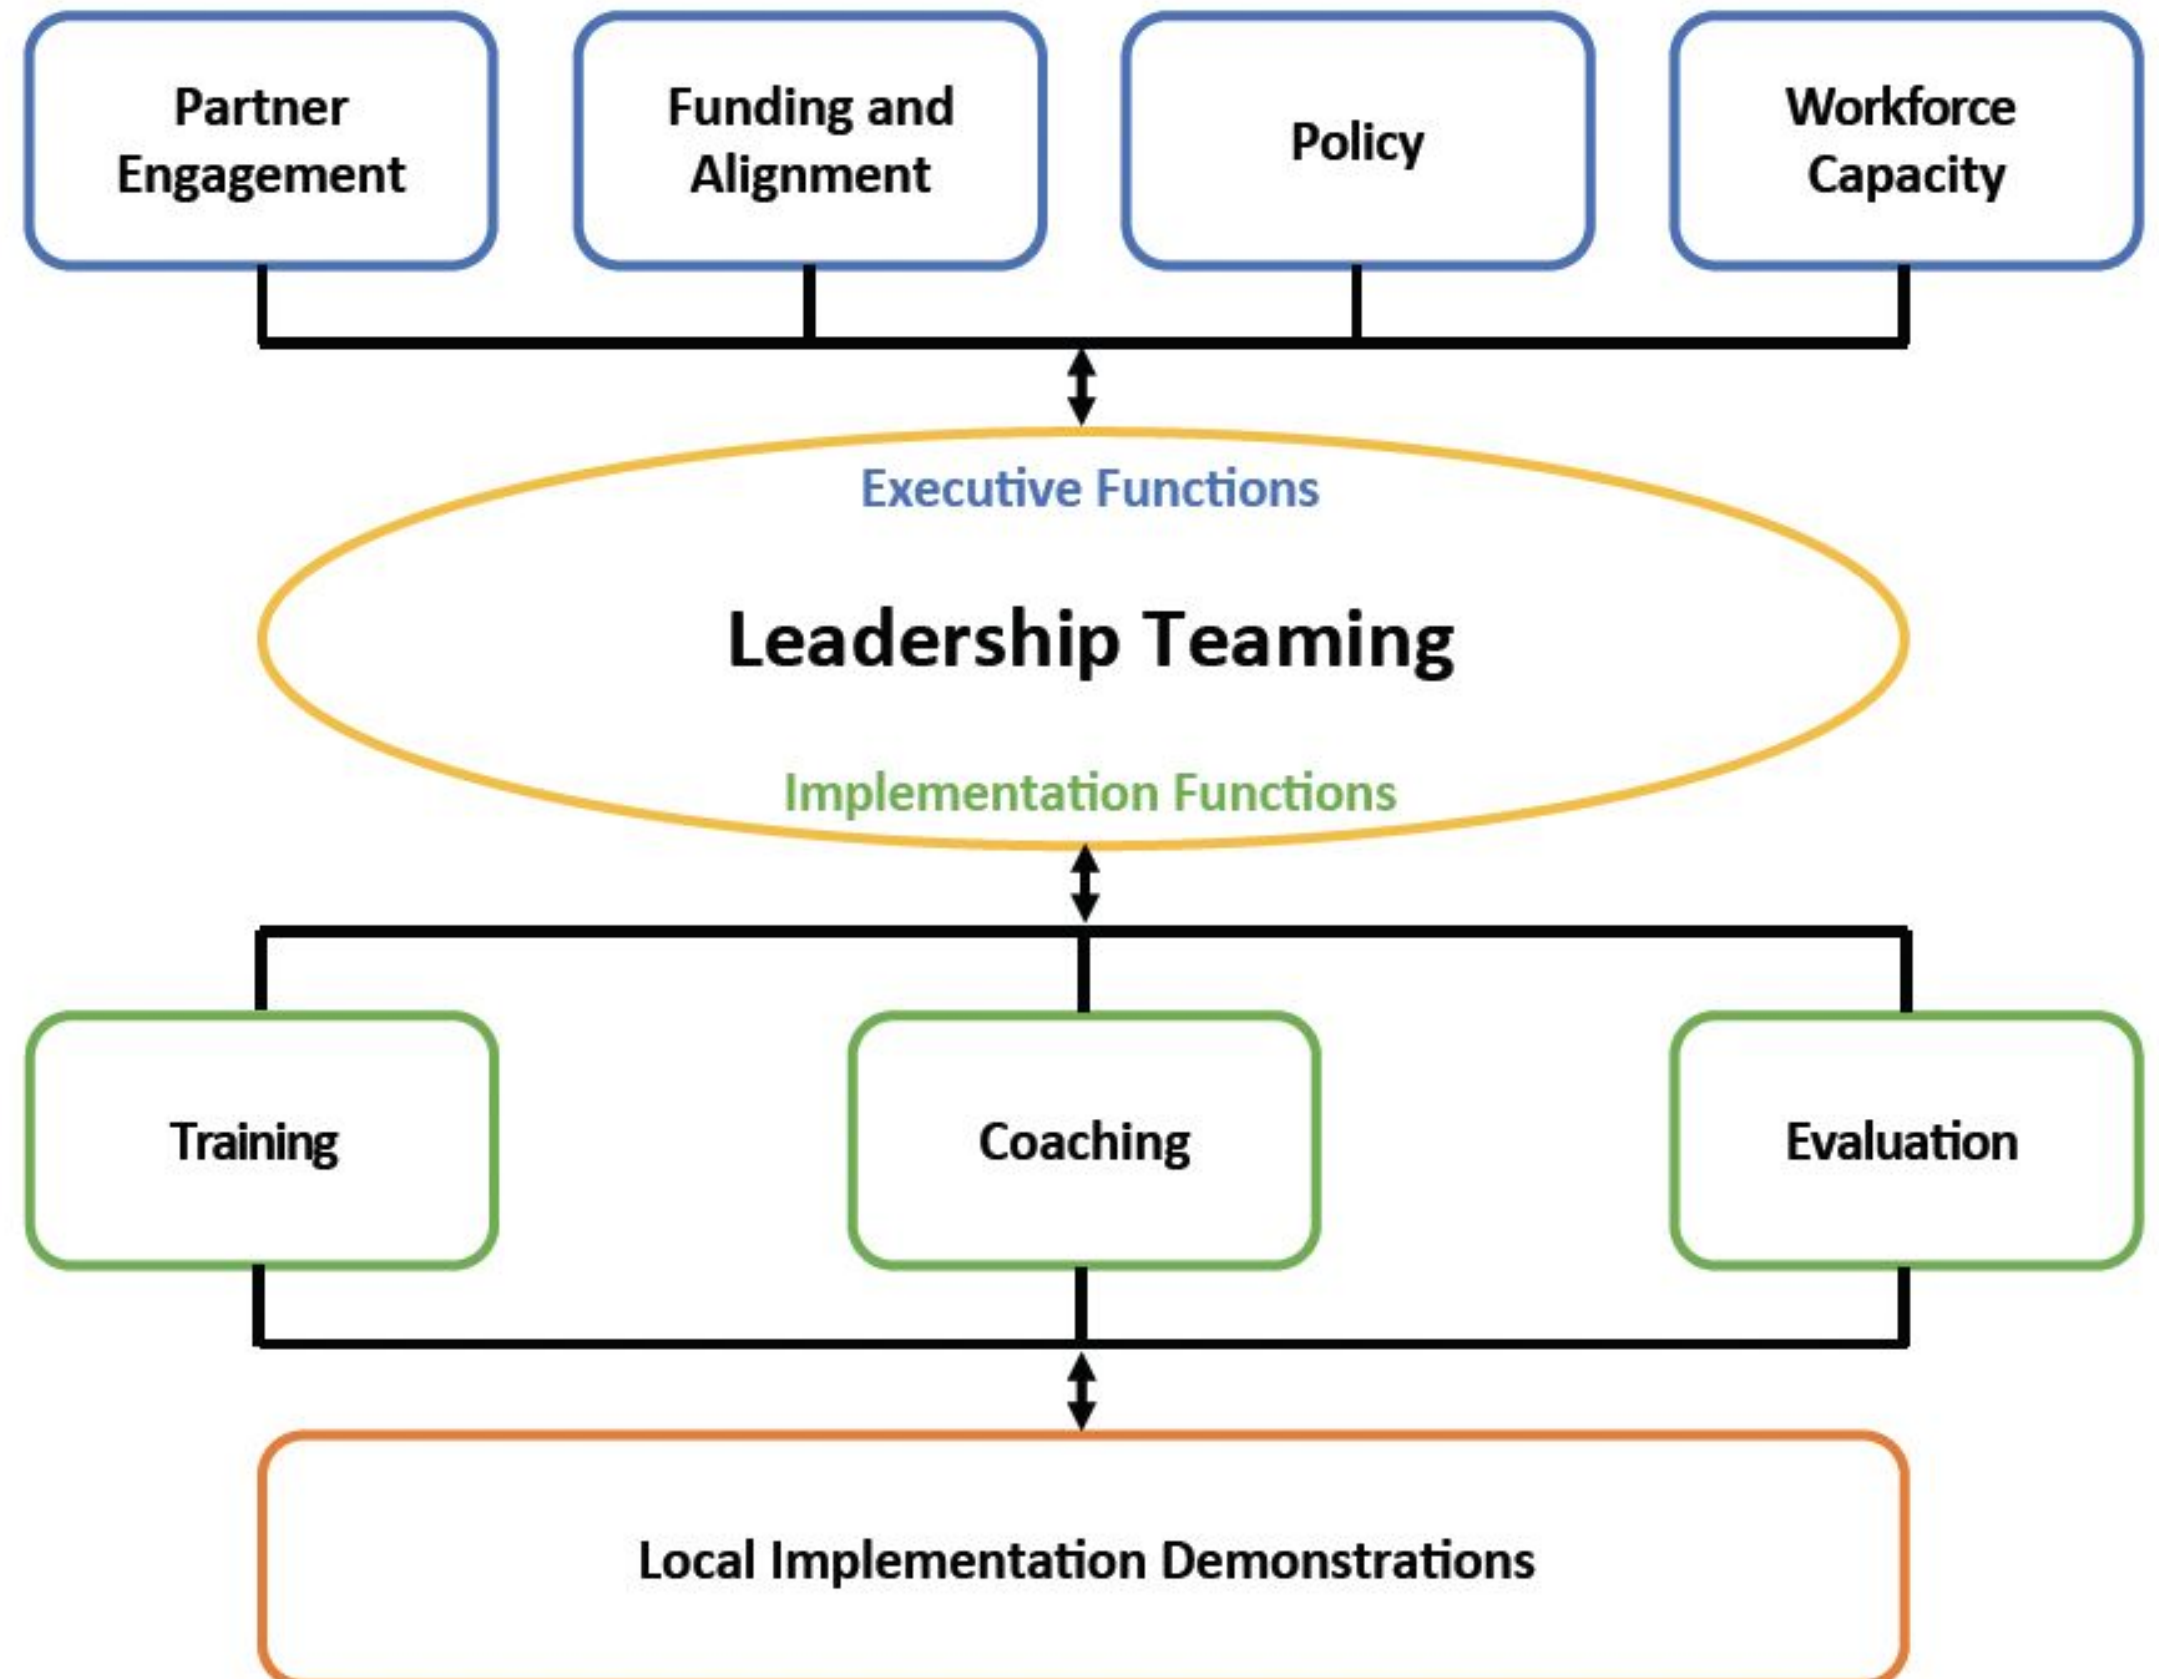 Partner
Engagement
Funding and
Alignment
Policy
Workforce
Capacity
Executive Functions
Leadership Teaming
Implementation Functions
Training
Coaching
Evaluation
Local Implementation Demonstrations